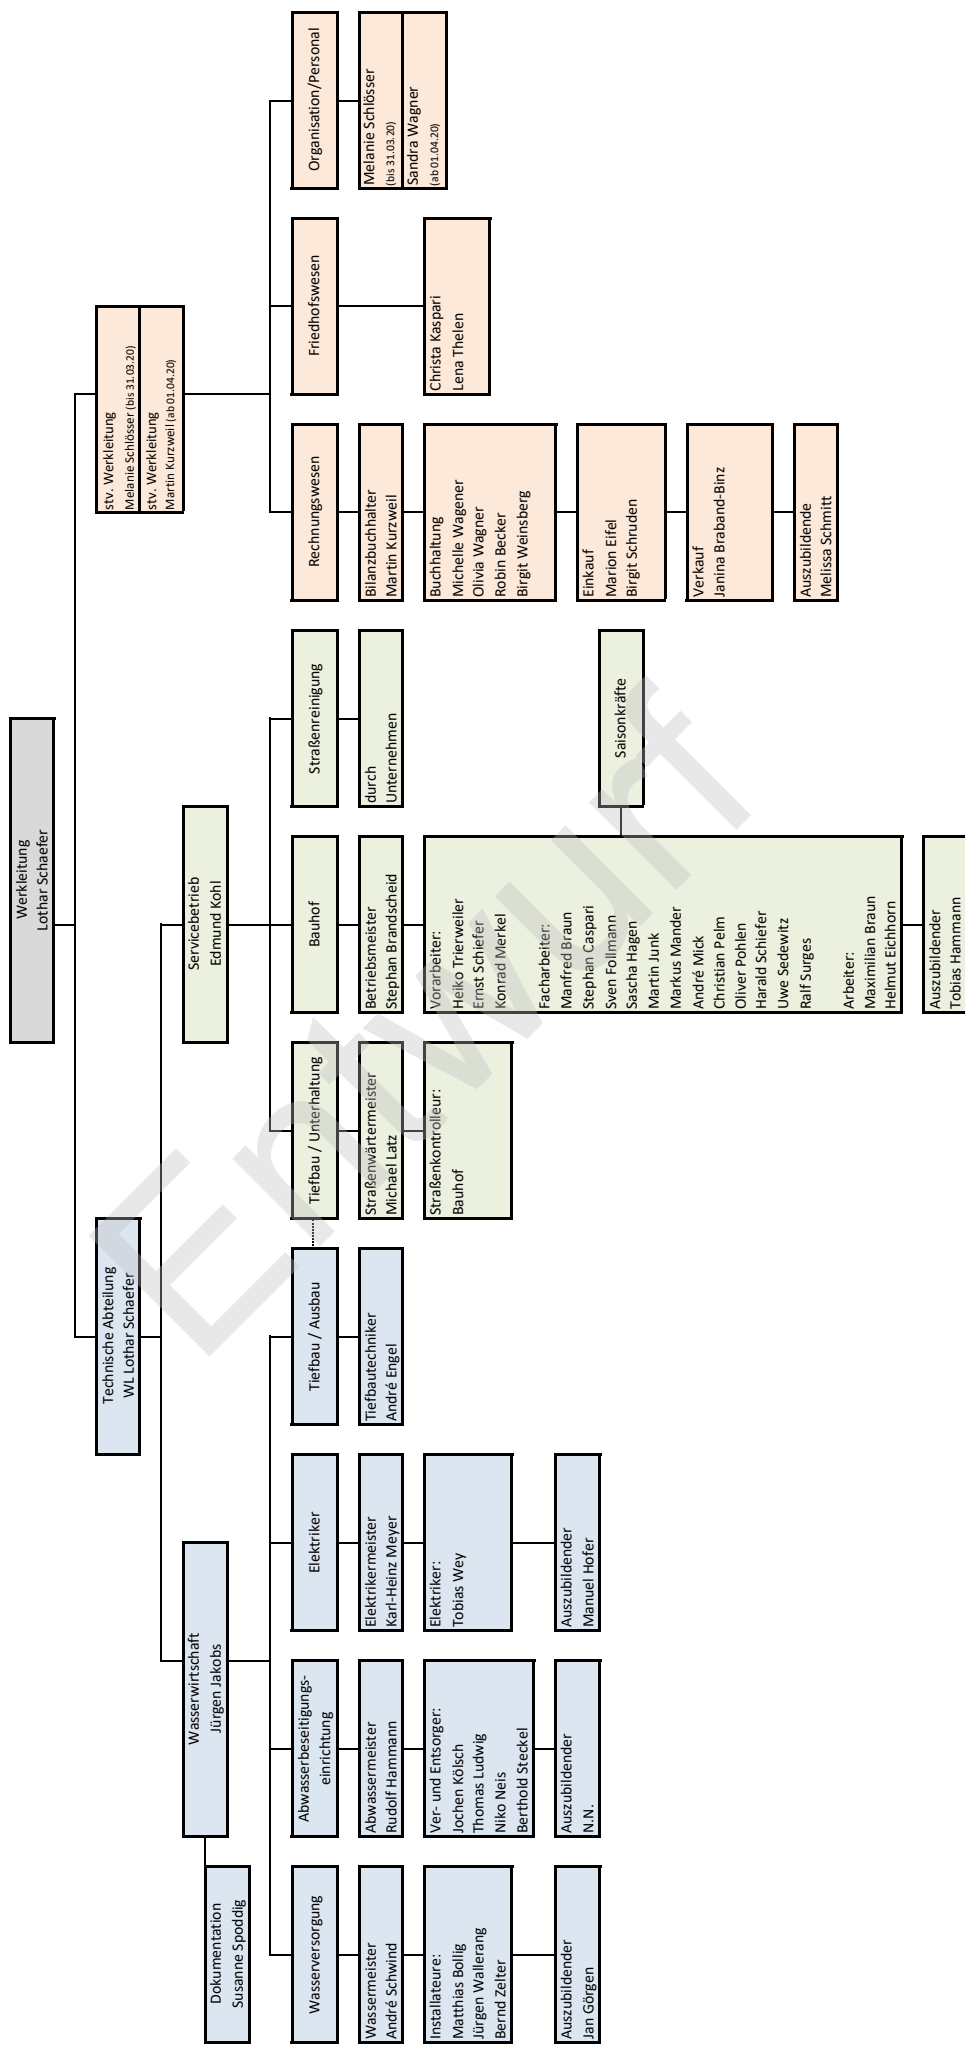 Werkleitung
Lothar Schaefer
Technische Abteilung
WL Lothar Schaefer
stv. Werkleitung
Melanie Schlösser (bis 31.03.20)
stv. Werkleitung
Martin Kurzweil (ab 01.04.20)
Wasserwirtschaft
Jürgen Jakobs
Servicebetrieb
Edmund Kohl
Dokumentation
Susanne Spoddig
Wasserversorgung
Wassermeister
André Schwind
Installateure:
Matthias Bollig
Jürgen Wallerang
Bernd Zelter
Auszubildender
Jan Görgen
Abwasserbeseitigungs-
einrichtung
Abwassermeister
Rudolf Hammann
Ver- und Entsorger:
Jochen Kölsch
Thomas Ludwig
Niko Neis
Berthold Steckel
Auszubildender
N.N.
Elektriker
Elektrikermeister
Karl-Heinz Meyer
Elektriker:
Tobias Wey
Auszubildender
Manuel Hofer
Tiefbau / Ausbau
Tiefbautechniker
André Engel
Tiefbau / Unterhaltung
Straßenwärtermeister
Michael Latz
Straßenkontrolleur:
Bauhof
Bauhof
Betriebsmeister
Stephan Brandscheid
Vorarbeiter:
Heiko Trierweiler
Ernst Schiefer
Konrad Merkel
Facharbeiter:
Manfred Braun
Stephan Caspari
Sven Follmann
Sascha Hagen
Martin Junk
Markus Mander
André Mick
Christian Pelm
Oliver Pohlen
Harald Schiefer
Uwe Sedewitz
Ralf Surges
Arbeiter:
Maximilian Braun
Helmut Eichhorn
Auszubildender
Tobias Hammann
Saisonkräfte
Straßenreinigung
durch
Unternehmen
Rechnungswesen
Bilanzbuchhalter
Martin Kurzweil
Buchhaltung
Michelle Wagener
Olivia Wagner
Robin Becker
Birgit Weinsberg
Einkauf
Marion Eifel
Birgit Schruden
Verkauf
Janina Braband-Binz
Auszubildende
Melissa Schmitt
Friedhofswesen
Christa Kaspari
Lena Thelen
Organisation/Personal
Melanie Schlösser
(bis 31.03.20)
Sandra Wagner
(ab 01.04.20)
Entwurf